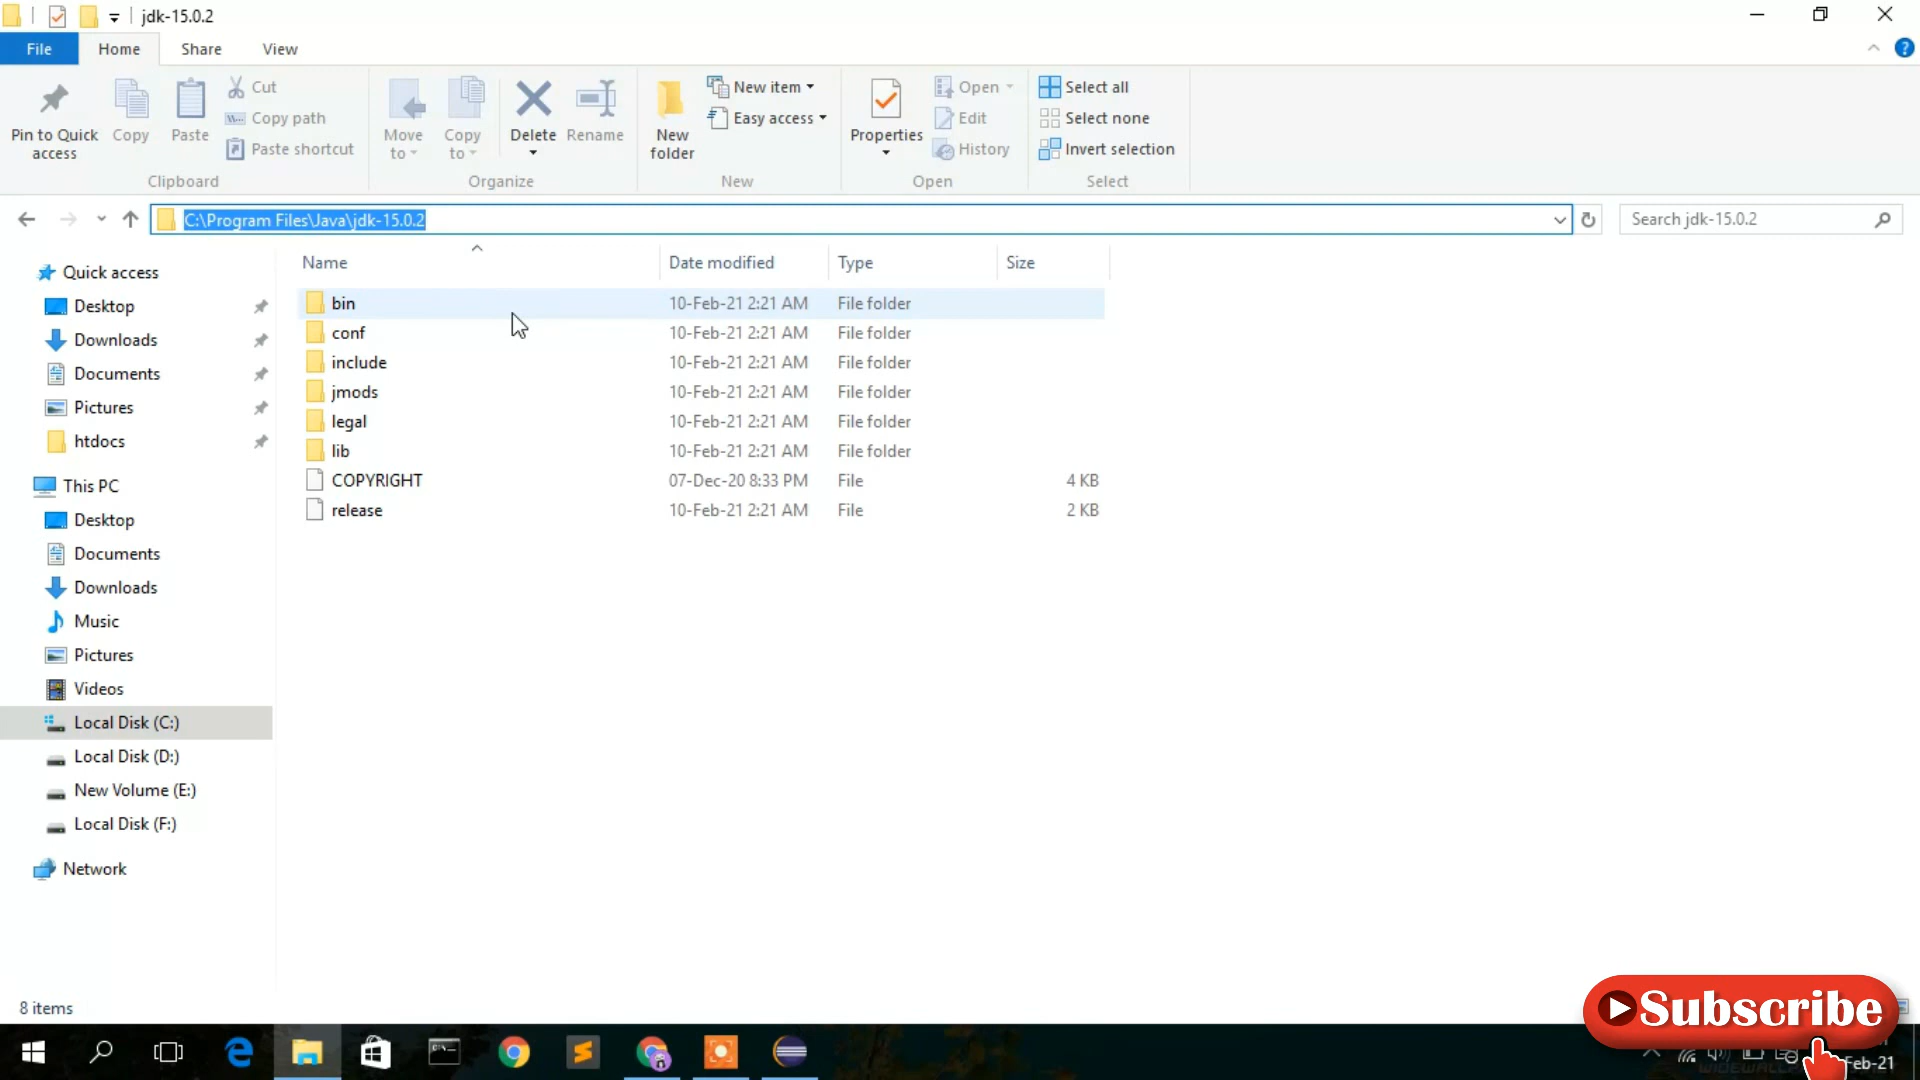 jdk-15.0.2
File Home Share View
Pin to Quick access
Copy
Paste
Cut
Copy path
Paste shortcut
Clipboard
Move to
Copy to
Delete
Rename
Organize
New folder
New item
Easy access
New
Properties
Open
Edit
History
Open
Select all
Select none
Invert selection
Select
C:\Program Files\Java\jdk-15.0.2
Search jdk-15.0.2
Name Date modified Type Size
bin 10-Feb-21 2:21 AM File folder
conf 10-Feb-21 2:21 AM File folder
include 10-Feb-21 2:21 AM File folder
jmods 10-Feb-21 2:21 AM File folder
legal 10-Feb-21 2:21 AM File folder
lib 10-Feb-21 2:21 AM File folder
COPYRIGHT 07-Dec-20 8:33 PM File 4 KB
release 10-Feb-21 2:21 AM File 2 KB
Quick access
Desktop
Downloads
Documents
Pictures
htdocs
This PC
Desktop
Documents
Downloads
Music
Pictures
Videos
Local Disk (C:)
Local Disk (D:)
New Volume (E:)
Local Disk (F:)
Network
8 items
Subscribe
Feb-21